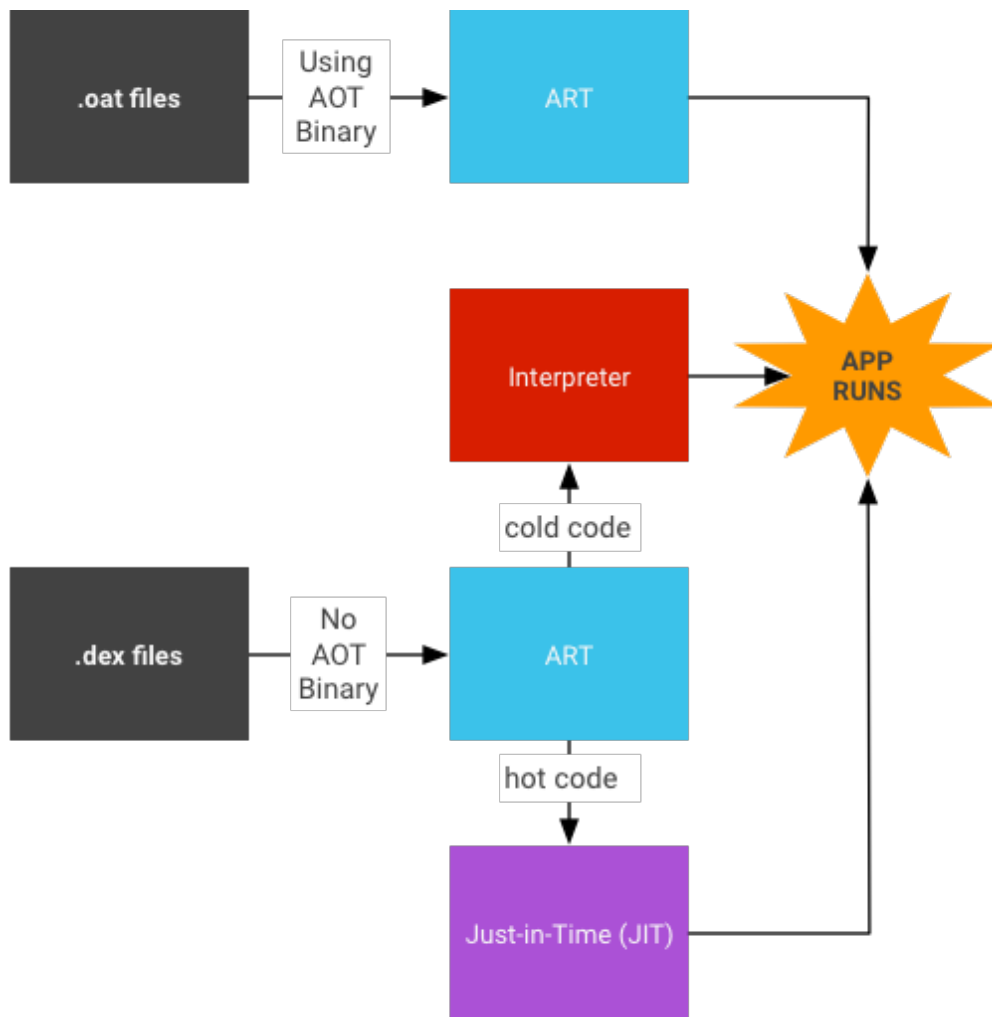 .oat files
Using
AOT
Binary
ART
Interpreter
APP
RUNS
cold code
.dex files
No
AOT
Binary
ART
hot code
Just-in-Time (JIT)